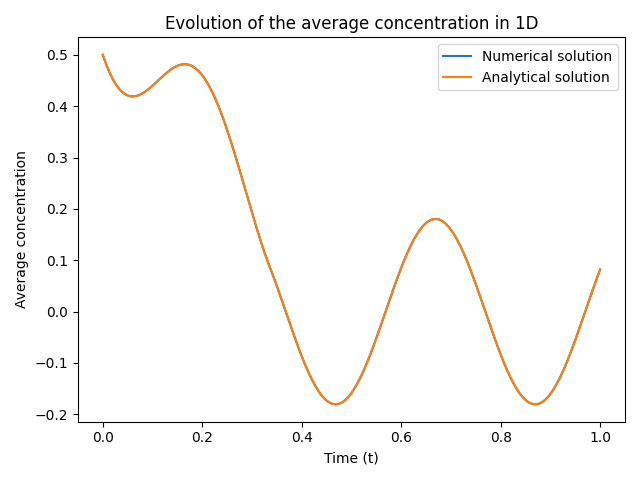 Evolution of the average concentration in 1D
Numerical solution
Analytical solution
Average concentration
0.5
0.4
0.3
0.2
0.1
0.0
−0.1
−0.2
0.0 0.2 0.4 0.6 0.8 1.0
Time (t)